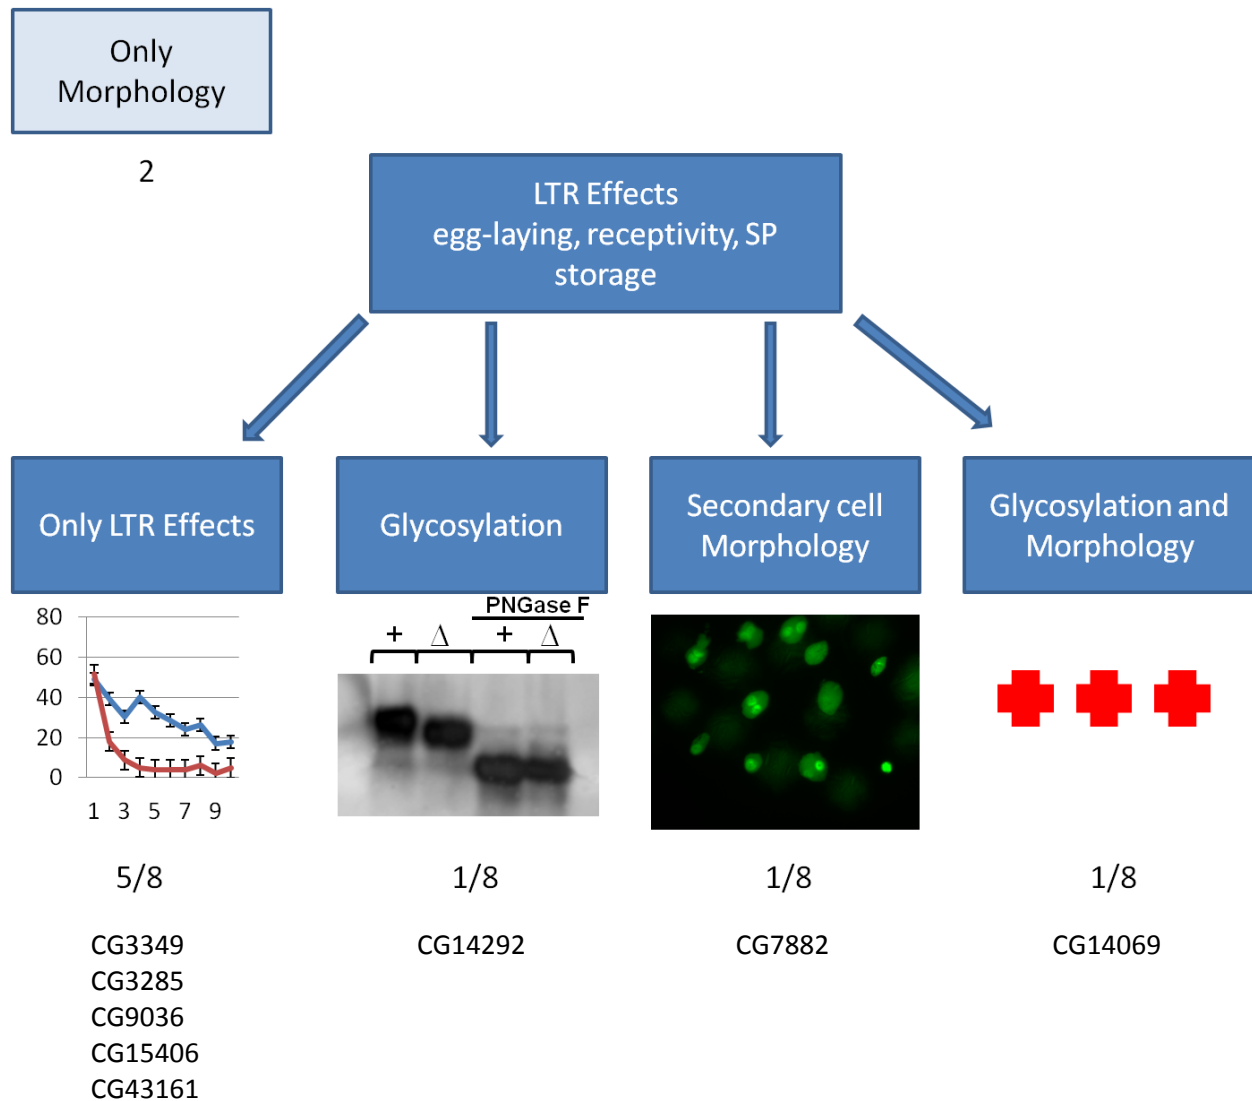 Only
Morphology
2
LTR Effects
egg-laying, receptivity, SP
storage
Only LTR Effects
Glycosylation
Secondary cell
Morphology
Glycosylation and
Morphology
80
60
40
20
0
1 3 5 7 9
PNGase F
+ Δ + Δ
5/8
1/8
1/8
1/8
CG3349
CG3285
CG9036
CG15406
CG43161
CG14292
CG7882
CG14069